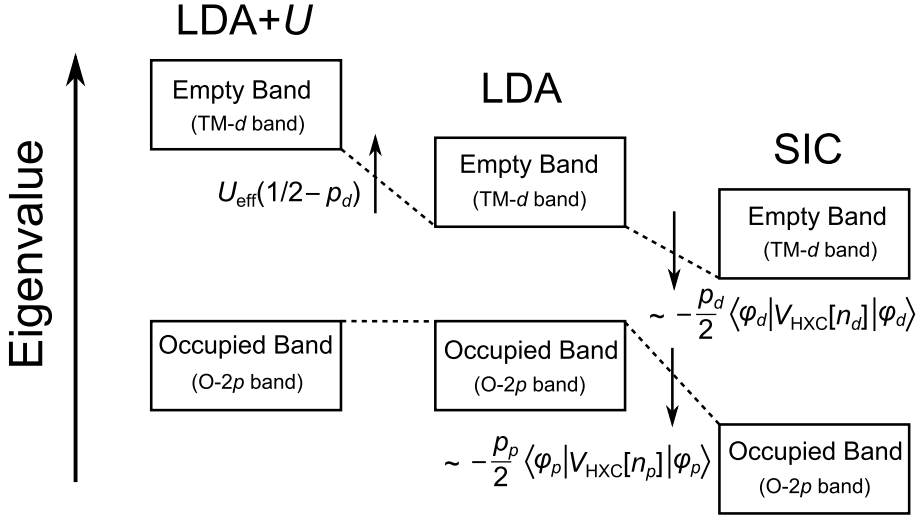 LDA+U
Empty Band
(TM-d band)
U_eff(1/2–p_d)
Occupied Band
(O-2p band)
LDA
Empty Band
(TM-d band)
Occupied Band
(O-2p band)
SIC
Empty Band
(TM-d band)
~ −p_d/2 ⟨φ_d|V_HXC[n_d]|φ_d⟩
~ −p_p/2 ⟨φ_p|V_HXC[n_p]|φ_p⟩
Occupied Band
(O-2p band)
Eigenvalue